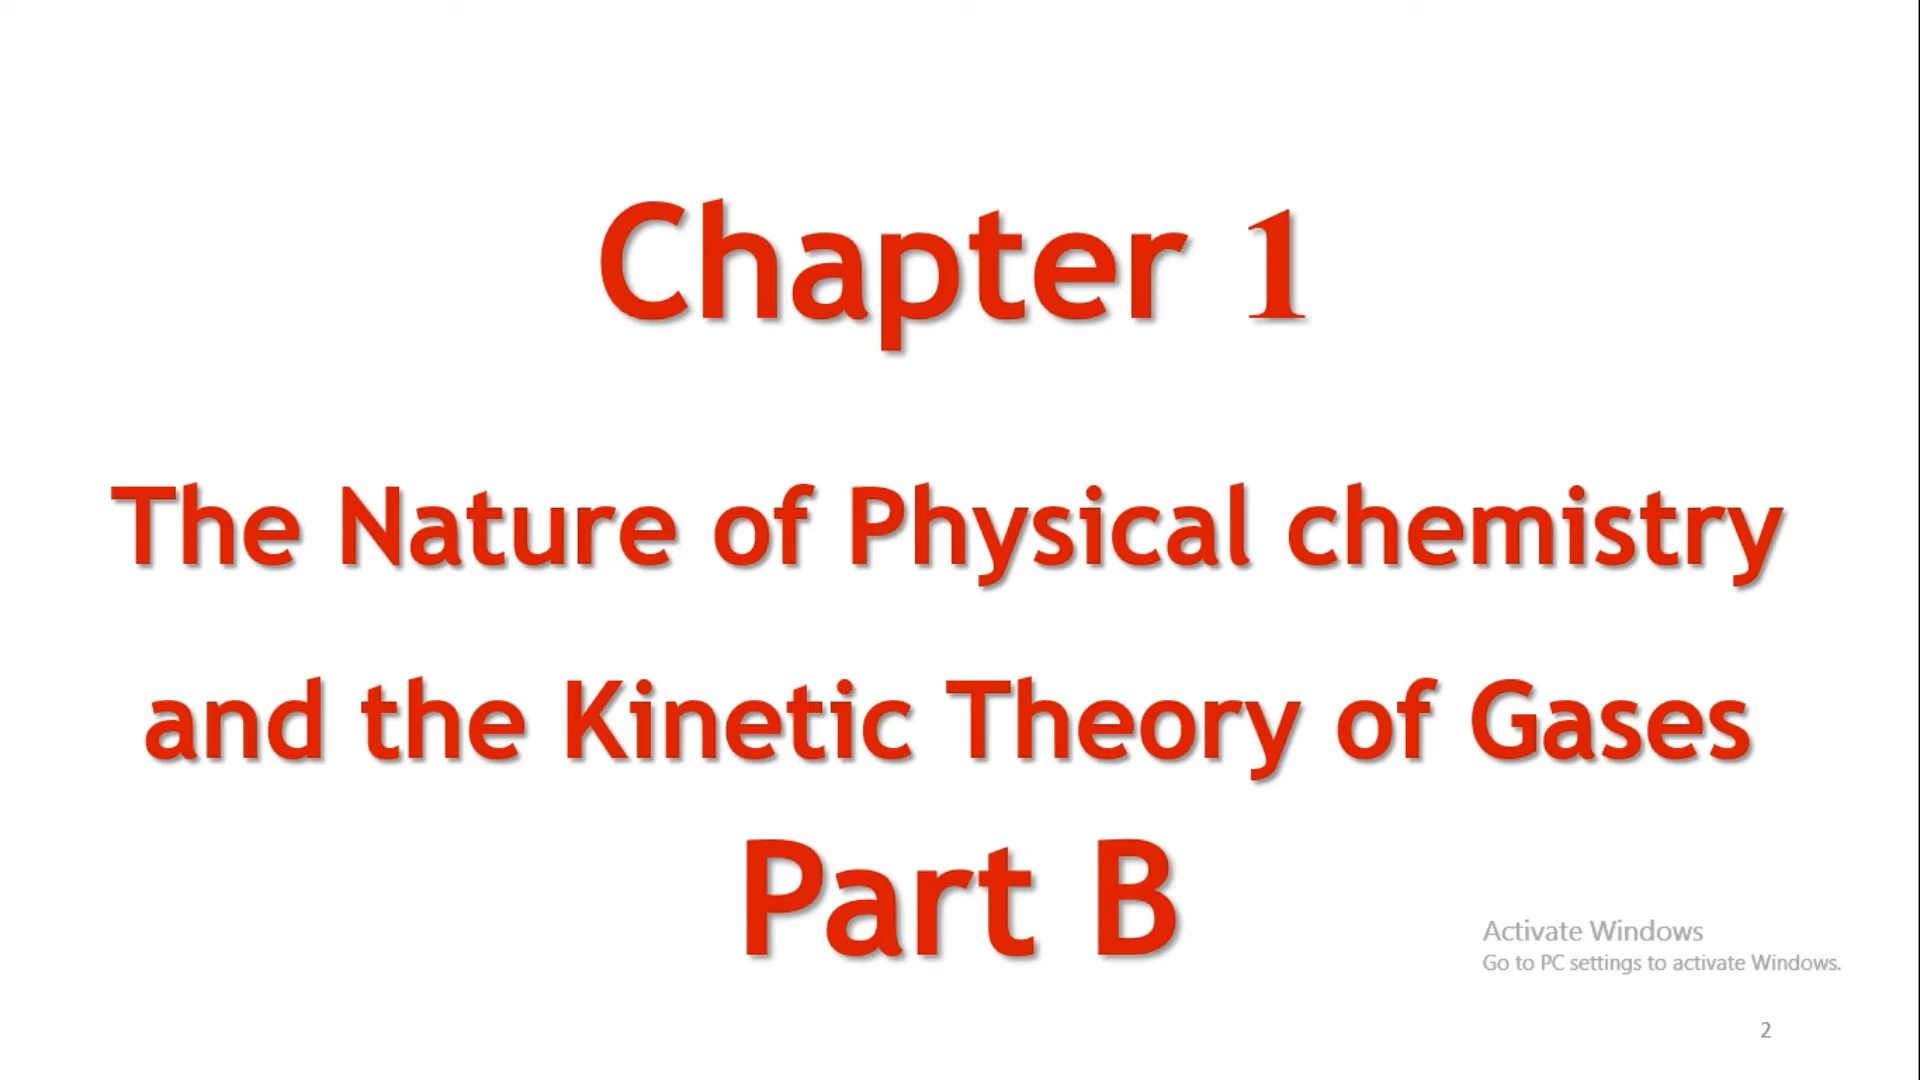 Chapter 1
The Nature of Physical chemistry
and the Kinetic Theory of Gases
Part B
Activate Windows
Go to PC settings to activate Windows.
2